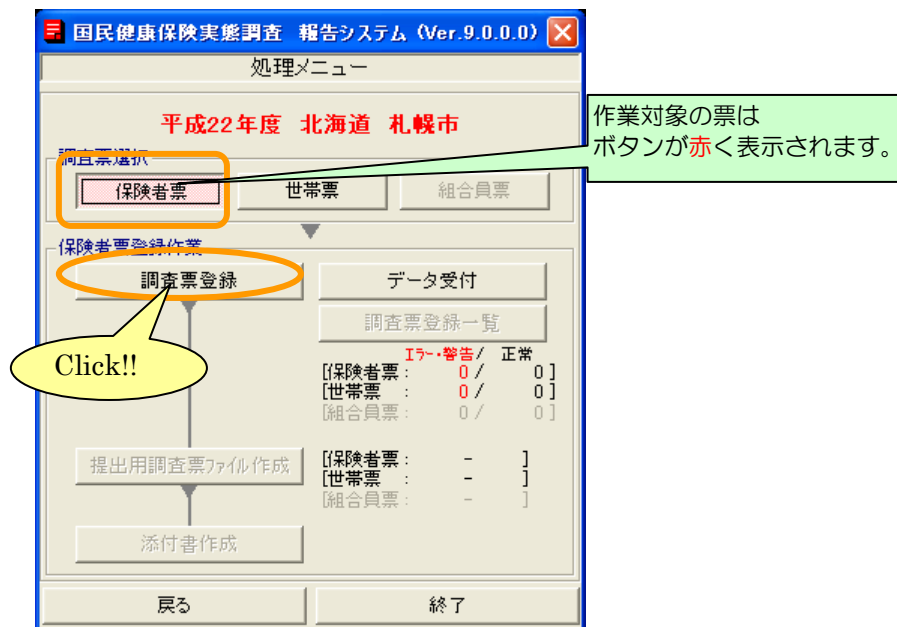 国民健康保険実態調査 報告システム (Ver.9.0.0.0)
処理メニュー
平成22年度 北海道 札幌市
作業対象の票は
ボタンが赤く表示されます。
調査票選択
保険者票 世帯票 組合員票
保険者票登録作業
調査票登録 データ受付
調査票登録一覧
Click!!
エラー・警告/ 正常
[保険者票: 0/ 0]
[世帯票 : 0/ 0]
[組合員票: 0/ 0]
提出用調査票ファイル作成
[保険者票: - ]
[世帯票 : - ]
[組合員票: - ]
添付書作成
戻る 終了